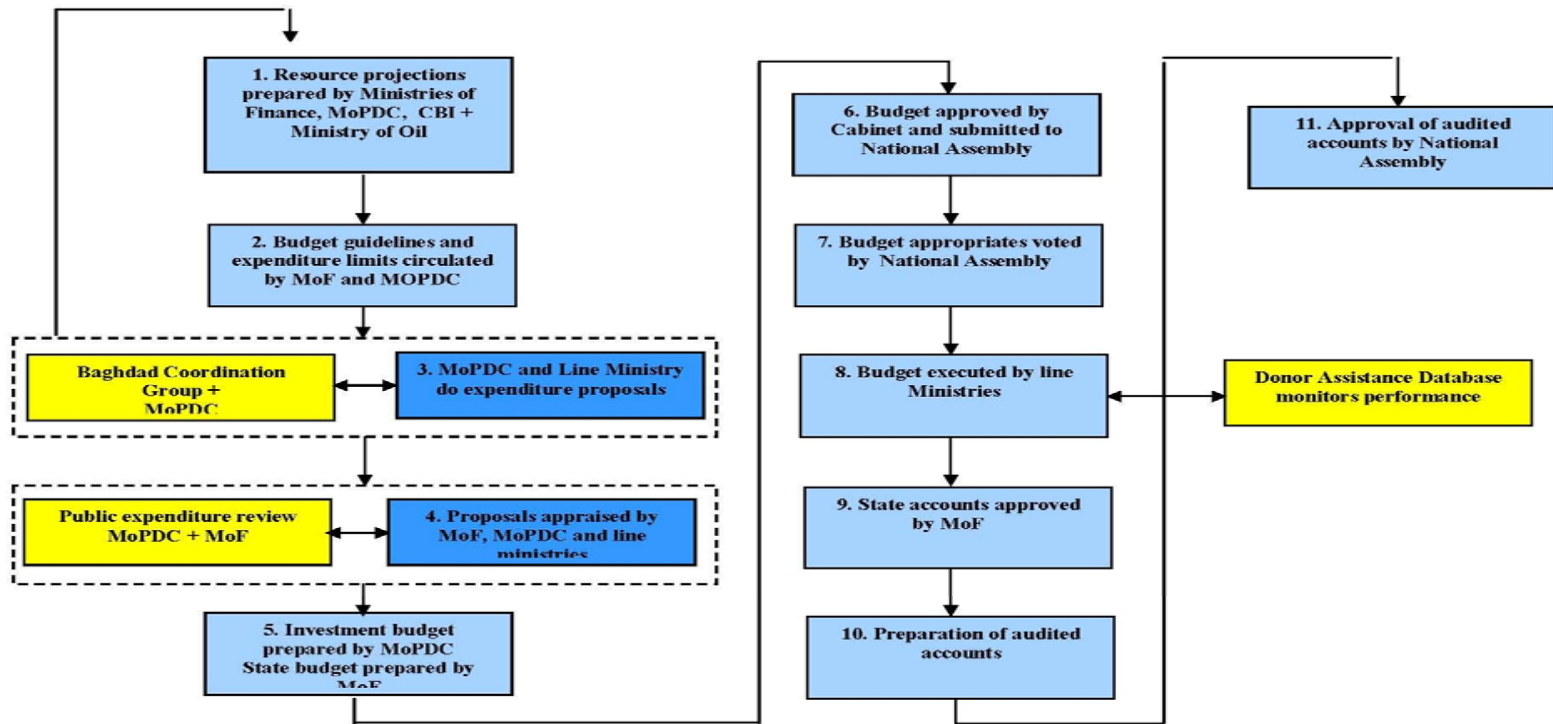 1. Resource projections
prepared by Ministries of
Finance, MoPDC, CBI +
Ministry of Oil
2. Budget guidelines and
expenditure limits circulated
by MoF and MOPDC
Baghdad Coordination
Group +
MoPDC
3. MoPDC and Line Ministry
do expenditure proposals
Public expenditure review
MoPDC + MoF
4. Proposals appraised by
MoF, MoPDC and line
ministries
5. Investment budget
prepared by MoPDC
State budget prepared by
MoF
6. Budget approved by
Cabinet and submitted to
National Assembly
7. Budget appropriates voted
by National Assembly
8. Budget executed by line
Ministries
Donor Assistance Database
monitors performance
9. State accounts approved
by MoF
10. Preparation of audited
accounts
11. Approval of audited
accounts by National
Assembly